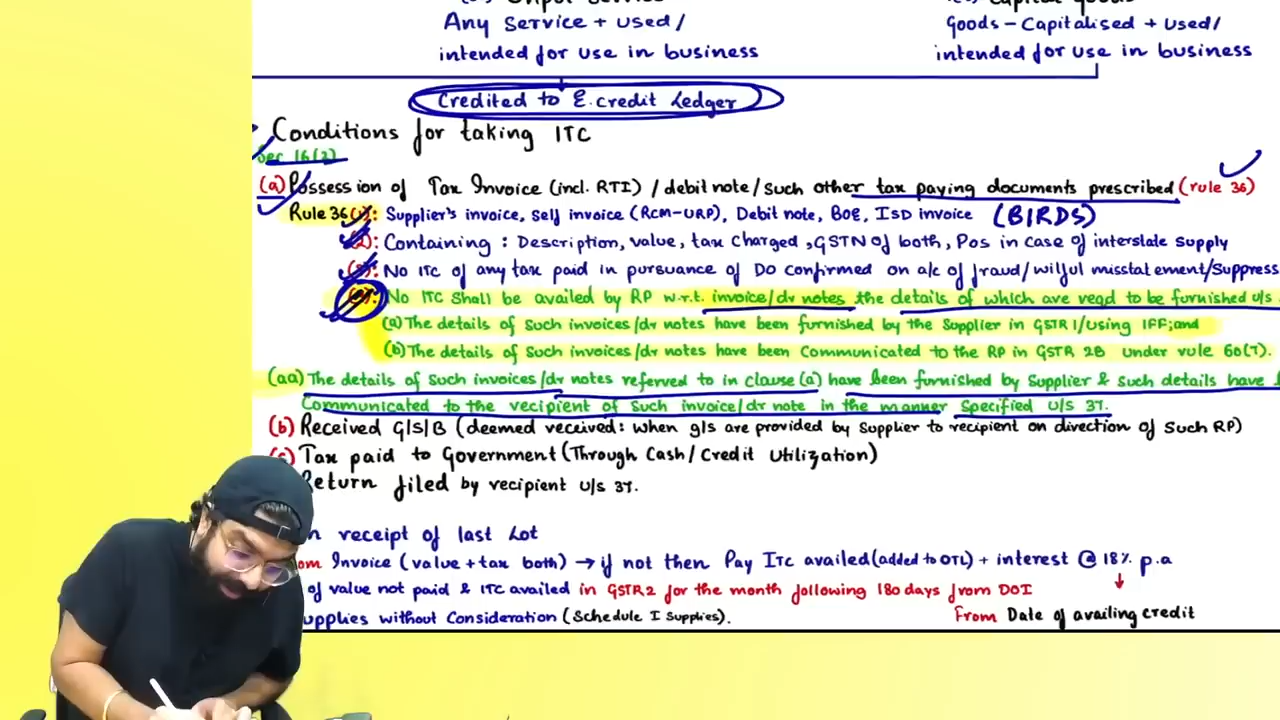 Any Service + used/
intended for use in business
Goods - Capitalised + used/
intended for use in business
Credited to E.credit Ledger
Conditions for taking ITC
Sec 16(2)
(a) Possession of Tax Invoice (incl. RTI) / debit note/such other tax paying documents prescribed (rule 36)
Rule 36 (1): Supplier's invoice, Self invoice (RCM-URP), Debit note, BOE, ISD invoice (BIRDS)
(2): Containing : Description, value, tax charged, GSTN of both, Pos in case of interstate supply
(3): No ITC of any tax paid in pursuance of DO confirmed on a/c of fraud/wilful misstatement/Suppress
No ITC shall be availed by RP w.r.t. invoice/dr notes the details of which are reqd to be furnished u/s
(a) The details of such invoices/dr notes have been furnished by the Supplier in GSTR 1/using IFF; and
(b) The details of such invoices/dr notes have been communicated to the RP in GSTR 2B under rule 60(7).
(aa) The details of such invoices/dr notes referred to in clause (a) have been furnished by Supplier & such details have
Communicated to the recipient of such invoice/dr note in the manner specified u/s 37.
(b) Received G/S/B (deemed received: when g/s are provided by Supplier to recipient on direction of such RP)
(c) Tax paid to Government (Through Cash/Credit Utilization)
Return filed by recipient u/s 37.
n receipt of last Lot
om Invoice (value + tax both) → if not then Pay ITC availed (added to OTL) + interest @ 18% p.a
of value not paid & ITC availed in GSTR2 for the month following 180 days from DOI
From Date of availing credit
upplies without Consideration (Schedule I Supplies).